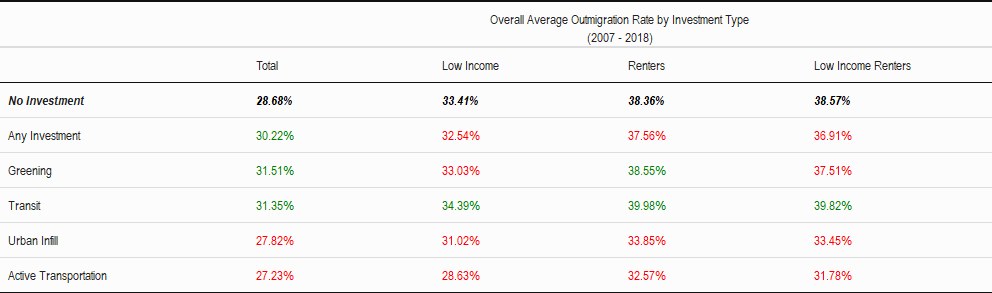 Overall Average Outmigration Rate by Investment Type
(2007 - 2018)
Total Low Income Renters Low Income Renters
No Investment 28.68% 33.41% 38.36% 38.57%
Any Investment 30.22% 32.54% 37.56% 36.91%
Greening 31.51% 33.03% 38.55% 37.51%
Transit 31.35% 34.39% 39.98% 39.82%
Urban Infill 27.82% 31.02% 33.85% 33.45%
Active Transportation 27.23% 28.63% 32.57% 31.78%